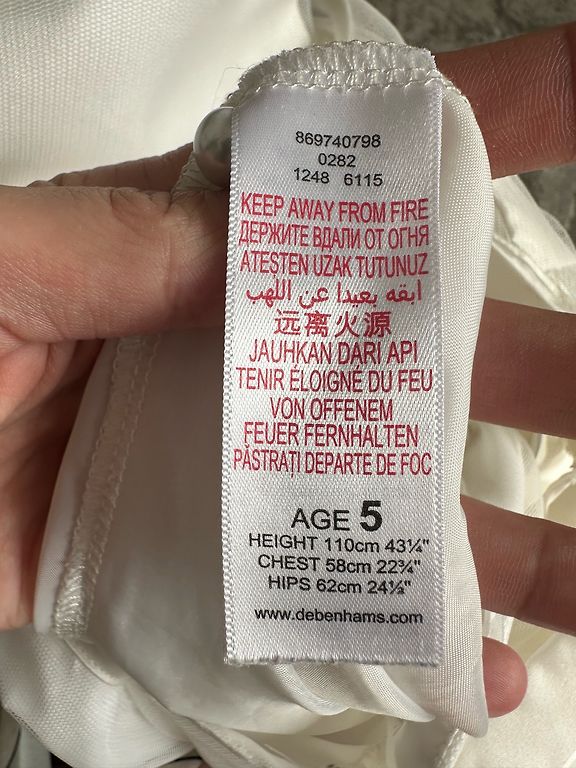 869740798
0282
1248 6115
KEEP AWAY FROM FIRE
ДЕРЖИТЕ ВДАЛИ ОТ ОГНЯ
ATEŞTEN UZAK TUTUNUZ
ابقه بعيدا عن اللهب
远离火源
JAUHKAN DARI API
TENIR ÉLOIGNÉ DU FEU
VON OFFENEM
FEUER FERNHALTEN
PĂSTRAȚI DEPARTE DE FOC
AGE 5
HEIGHT 110cm 43¼"
CHEST 58cm 22¾"
HIPS 62cm 24½"
www.debenhams.com